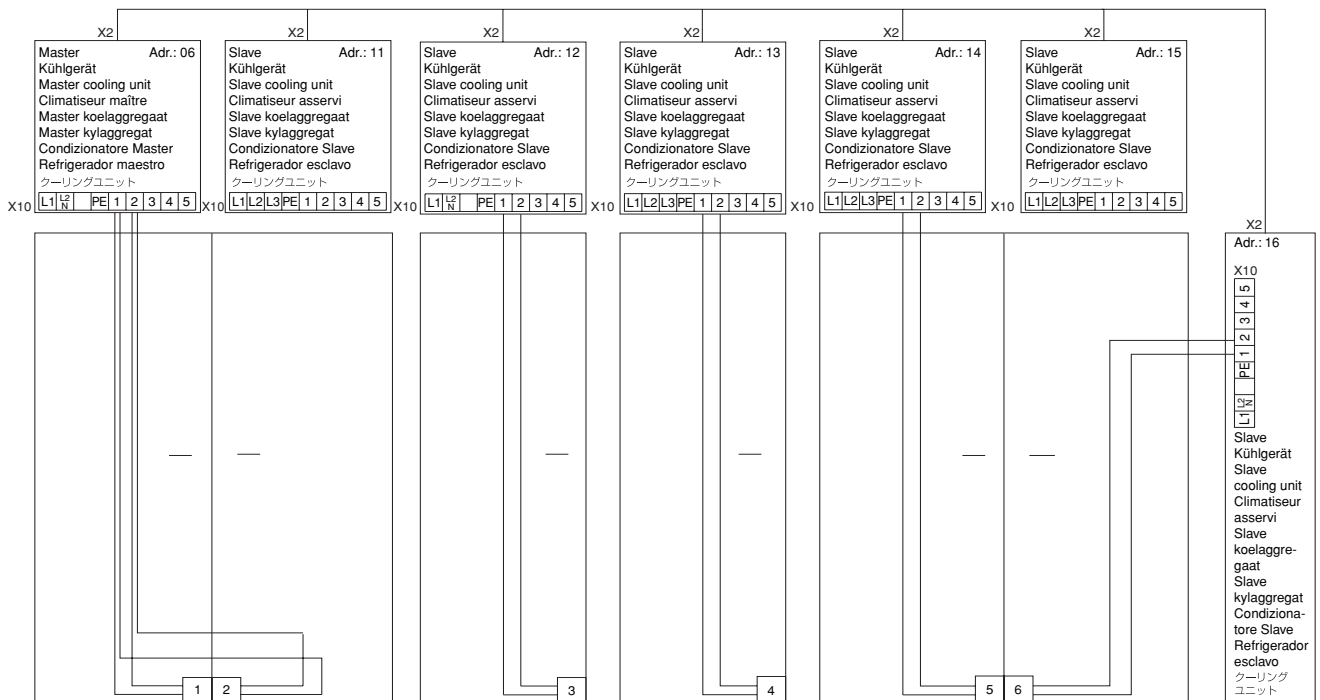 X2
Master Adr.: 06
Kühlgerät
Master cooling unit
Climatiseur maître
Master koelaggregaat
Master kylaggregat
Condizionatore Master
Refrigerador maestro
クーリングユニット
X10 L1 L2 N PE 1 2 3 4 5
X2
Slave Adr.: 11
Kühlgerät
Slave cooling unit
Climatiseur asservi
Slave koelaggregaat
Slave kylaggregat
Condizionatore Slave
Refrigerador esclavo
クーリングユニット
X10 L1 L2 L3 PE 1 2 3 4 5
X2
Slave Adr.: 12
Kühlgerät
Slave cooling unit
Climatiseur asservi
Slave koelaggregaat
Slave kylaggregat
Condizionatore Slave
Refrigerador esclavo
クーリングユニット
X10 L1 L2 N PE 1 2 3 4 5
X2
Slave Adr.: 13
Kühlgerät
Slave cooling unit
Climatiseur asservi
Slave koelaggregaat
Slave kylaggregat
Condizionatore Slave
Refrigerador esclavo
クーリングユニット
X10 L1 L2 L3 PE 1 2 3 4 5
X2
Slave Adr.: 14
Kühlgerät
Slave cooling unit
Climatiseur asservi
Slave koelaggregaat
Slave kylaggregat
Condizionatore Slave
Refrigerador esclavo
クーリングユニット
X10 L1 L2 L3 PE 1 2 3 4 5
X2
Slave Adr.: 15
Kühlgerät
Slave cooling unit
Climatiseur asservi
Slave koelaggregaat
Slave kylaggregat
Condizionatore Slave
Refrigerador esclavo
クーリングユニット
X10 L1 L2 L3 PE 1 2 3 4 5
X2
Adr.: 16
X10
L1 L2 N PE 1 2 3 4 5
Slave
Kühlgerät
Slave
cooling unit
Climatiseur
asservi
Slave
koelaggre-
gaat
Slave
kylaggregat
Condiziona-
tore Slave
Refrigerador
esclavo
クーリング
ユニット
1 2
3
4
5 6